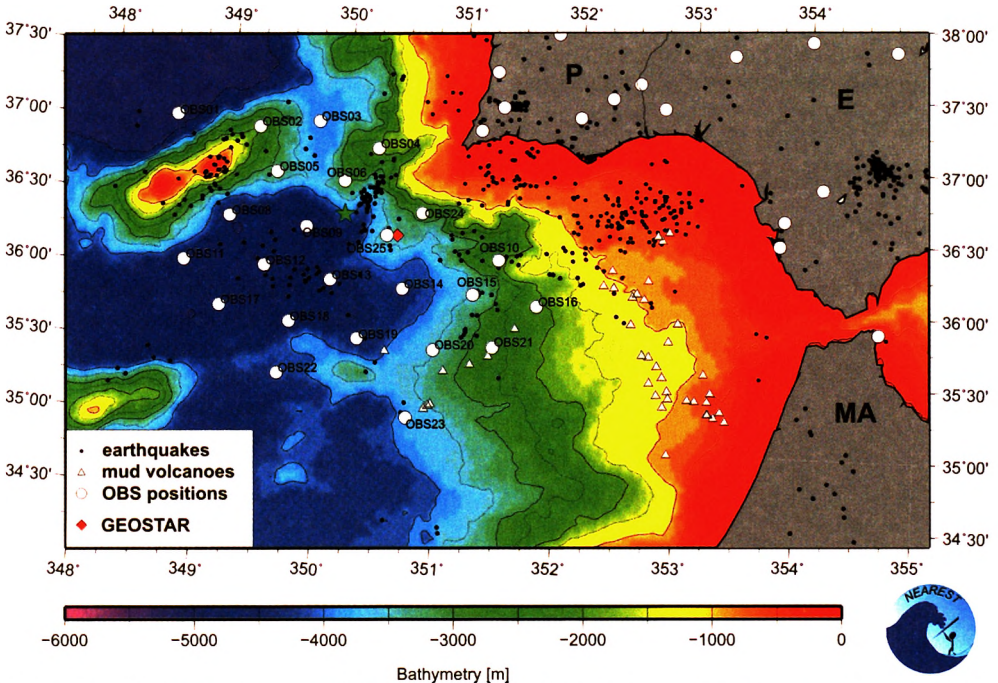 348° 349° 350° 351° 352° 353° 354°
37°30' 38°00'
P
E
37°00' 37°30'
OBS01 OBS02 OBS03
OBS04
OBS05 OBS06
36°30' 37°00'
OBS08 OBS24
OBS09 OBS25 OBS10
36°00' 36°30'
OBS11 OBS12 OBS13 OBS14 OBS15
OBS17 OBS16
OBS18
35°30' 36°00'
OBS19 OBS20 OBS21
OBS22
35°00' 35°30'
OBS23 MA
earthquakes
mud volcanoes
OBS positions
GEOSTAR
34°30' 35°00'
34°30'
348° 349° 350° 351° 352° 353° 354° 355°
NEAREST
−6000 −5000 −4000 −3000 −2000 −1000 0
Bathymetry [m]